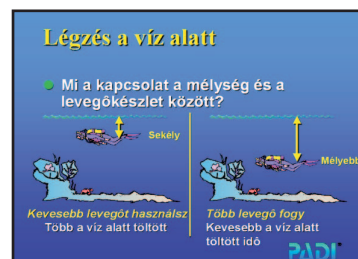 Légzés a víz alatt
Mi a kapcsolat a mélység és a
levegőkészlet között?
Sekély
Mélyebb
Kevesebb levegőt használsz
Több a víz alatt töltött
Több levegő fogy
Kevesebb a víz alatt
töltött idő
PADI